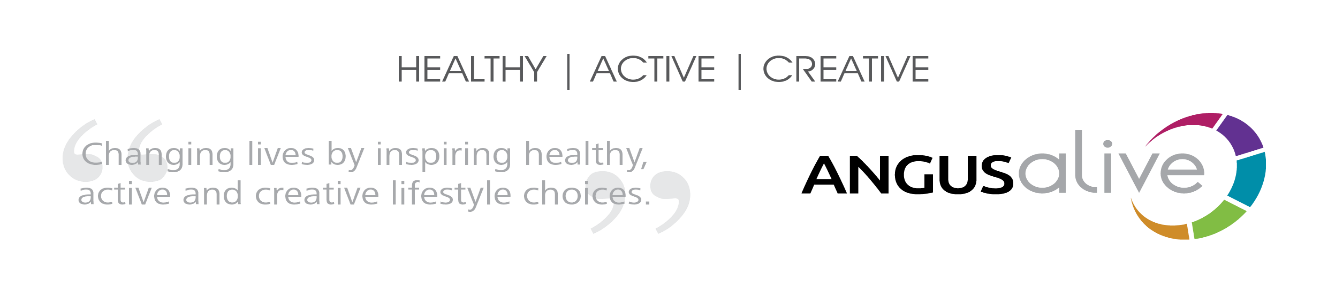 HEALTHY | ACTIVE | CREATIVE
“Changing lives by inspiring healthy,
active and creative lifestyle choices.”
ANGUSalive